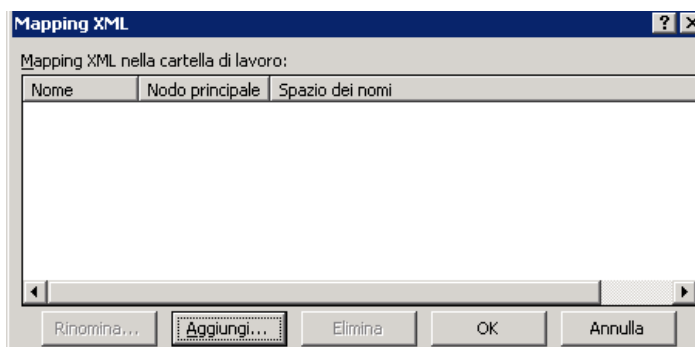 Mapping XML
Mapping XML nella cartella di lavoro:
Nome Nodo principale Spazio dei nomi
Rinomina... Aggiungi... Elimina OK Annulla